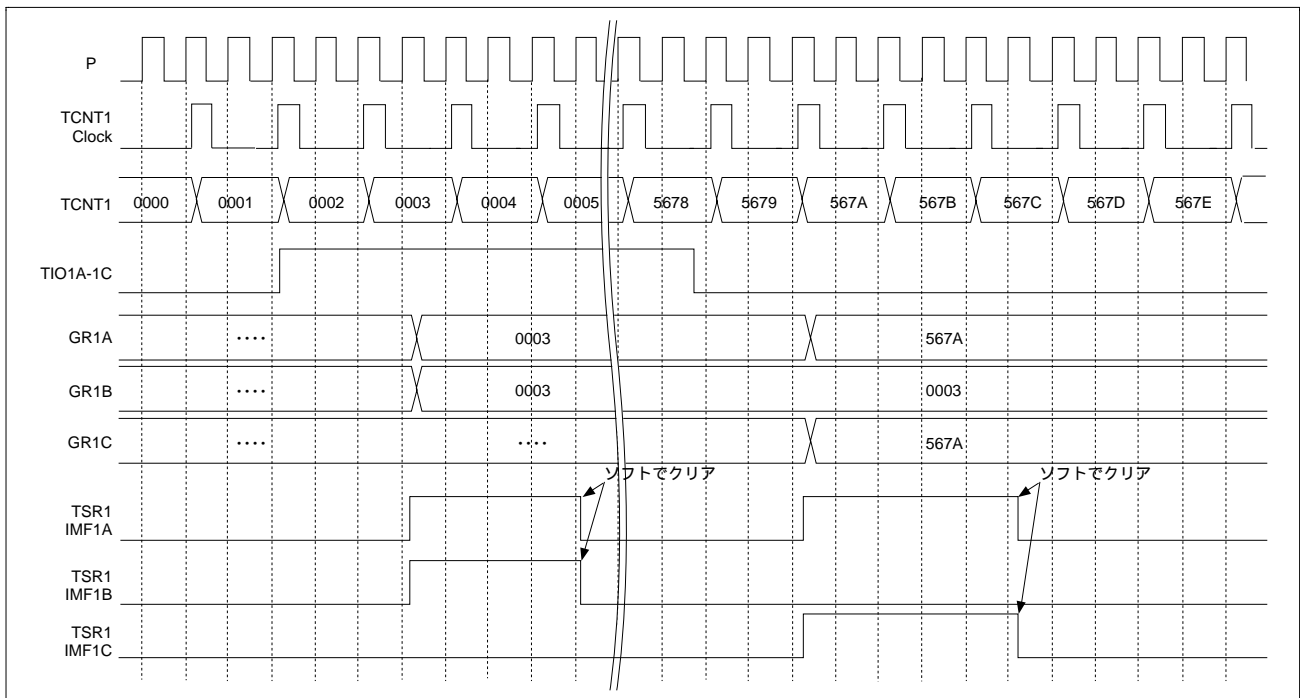 P
TCNT1
Clock
TCNT1 0000 0001 0002 0003 0004 0005 5678 5679 567A 567B 567C 567D 567E
TIO1A-1C
GR1A ···· 0003 567A
GR1B ···· 0003 0003
GR1C ···· ···· 567A
ソフトでクリア ソフトでクリア
TSR1
IMF1A
TSR1
IMF1B
TSR1
IMF1C